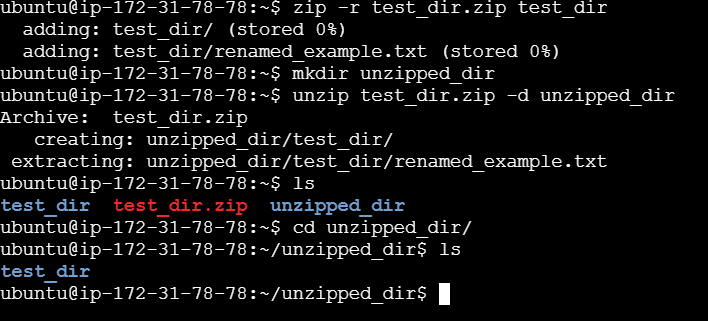 ubuntu@ip-172-31-78-78:~$ zip -r test_dir.zip test_dir
  adding: test_dir/ (stored 0%)
  adding: test_dir/renamed_example.txt (stored 0%)
ubuntu@ip-172-31-78-78:~$ mkdir unzipped_dir
ubuntu@ip-172-31-78-78:~$ unzip test_dir.zip -d unzipped_dir
Archive:  test_dir.zip
   creating: unzipped_dir/test_dir/
 extracting: unzipped_dir/test_dir/renamed_example.txt
ubuntu@ip-172-31-78-78:~$ ls
test_dir  test_dir.zip  unzipped_dir
ubuntu@ip-172-31-78-78:~$ cd unzipped_dir/
ubuntu@ip-172-31-78-78:~/unzipped_dir$ ls
test_dir
ubuntu@ip-172-31-78-78:~/unzipped_dir$